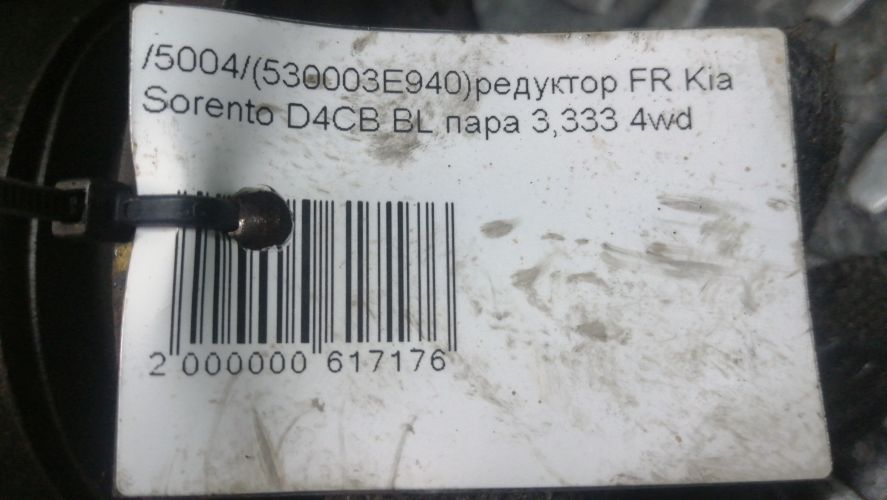 /5004/(530003E940)редуктор FR Kia
Sorento D4CB BL пара 3,333 4wd
2 000000 617176